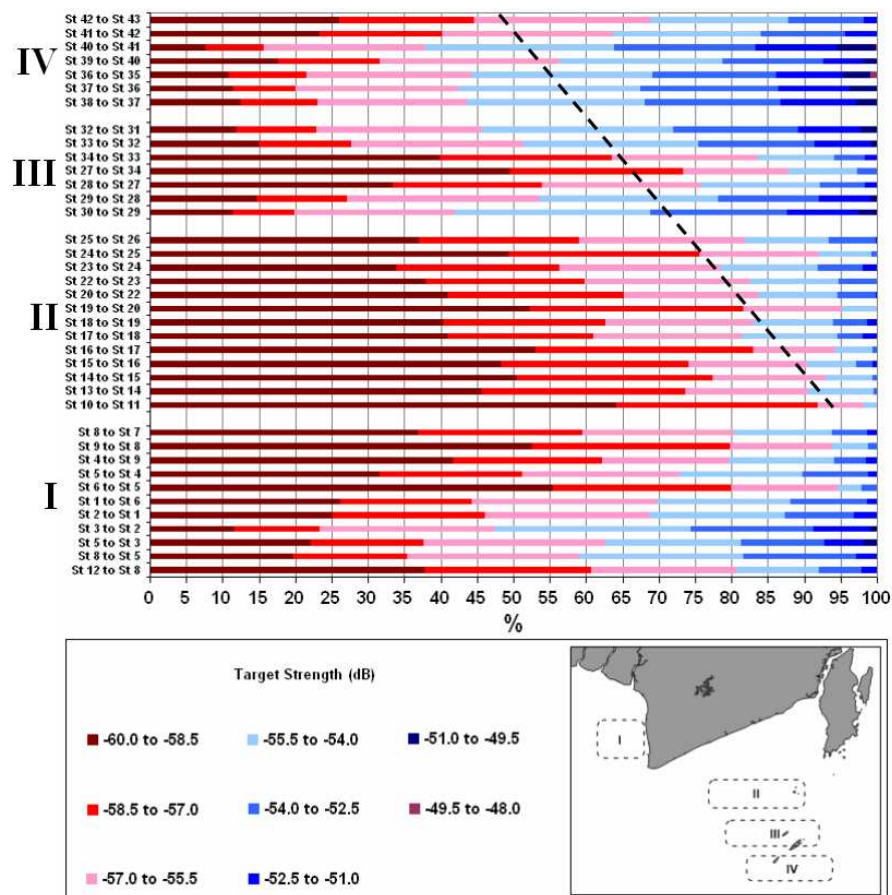 IV
St 42 to St 43
St 41 to St 42
St 40 to St 41
St 39 to St 40
St 36 to St 35
St 37 to St 36
St 38 to St 37
III
St 32 to St 31
St 33 to St 32
St 34 to St 33
St 27 to St 34
St 28 to St 27
St 29 to St 28
St 30 to St 29
II
St 25 to St 26
St 24 to St 25
St 23 to St 24
St 22 to St 23
St 20 to St 22
St 19 to St 20
St 18 to St 19
St 17 to St 18
St 16 to St 17
St 15 to St 16
St 14 to St 15
St 13 to St 14
St 10 to St 11
I
St 8 to St 7
St 9 to St 8
St 4 to St 9
St 5 to St 4
St 6 to St 5
St 1 to St 6
St 2 to St 1
St 3 to St 2
St 5 to St 3
St 8 to St 5
St 12 to St 8
0 5 10 15 20 25 30 35 40 45 50 55 60 65 70 75 80 85 90 95 100
%
Target Strength (dB)
-60.0 to -58.5
-55.5 to -54.0
-51.0 to -49.5
-58.5 to -57.0
-54.0 to -52.5
-49.5 to -48.0
-57.0 to -55.5
-52.5 to -51.0
I
II
III
IV